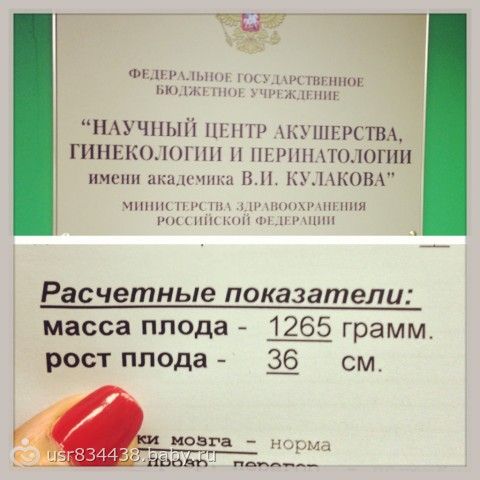 ФЕДЕРАЛЬНОЕ ГОСУДАРСТВЕННОЕ
БЮДЖЕТНОЕ УЧРЕЖДЕНИЕ
"НАУЧНЫЙ ЦЕНТР АКУШЕРСТВА,
ГИНЕКОЛОГИИ И ПЕРИНАТОЛОГИИ
имени академика В.И. КУЛАКОВА"
МИНИСТЕРСТВА ЗДРАВООХРАНЕНИЯ
РОССИЙСКОЙ ФЕДЕРАЦИИ
Расчетные показатели:
масса плода - 1265 грамм.
рост плода - 36 см.
ки мозга - норма
usr834438.baby.ru